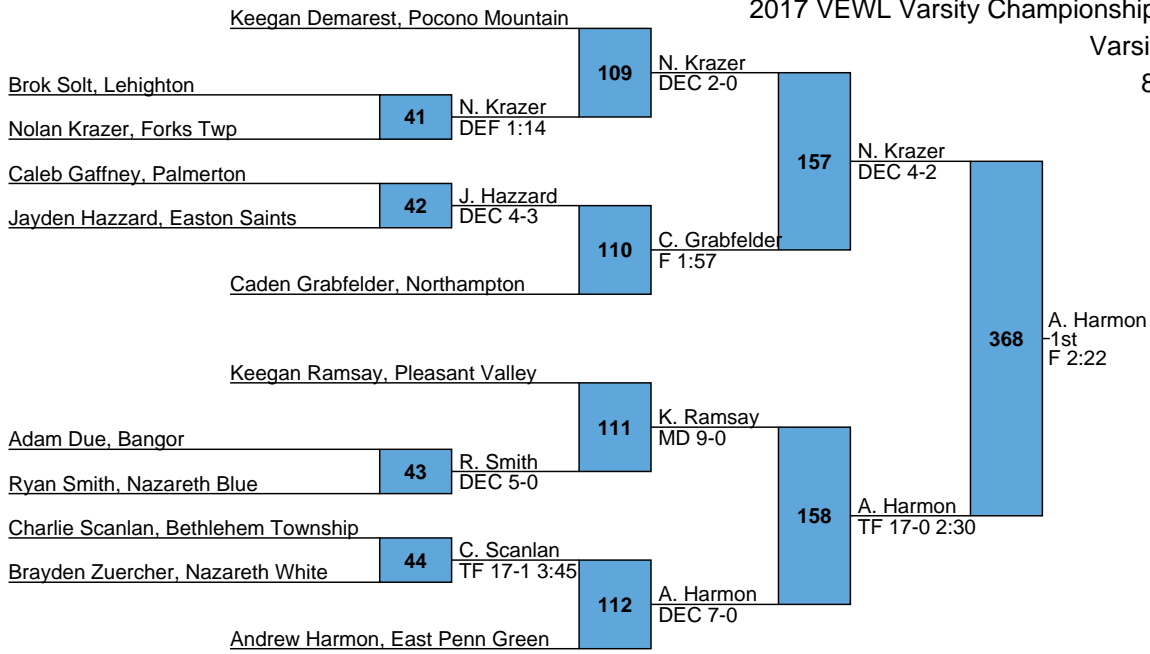 2017 VEWL Varsity Championship
Varsi
8
Keegan Demarest, Pocono Mountain
109
N. Krazer
DEC 2-0
Brok Solt, Lehighton
41
N. Krazer
DEF 1:14
Nolan Krazer, Forks Twp
157
N. Krazer
DEC 4-2
Caleb Gaffney, Palmerton
42
J. Hazzard
DEC 4-3
Jayden Hazzard, Easton Saints
110
C. Grabfelder
F 1:57
Caden Grabfelder, Northampton
368
A. Harmon
1st
F 2:22
Keegan Ramsay, Pleasant Valley
111
K. Ramsay
MD 9-0
Adam Due, Bangor
43
R. Smith
DEC 5-0
Ryan Smith, Nazareth Blue
158
A. Harmon
TF 17-0 2:30
Charlie Scanlan, Bethlehem Township
44
C. Scanlan
TF 17-1 3:45
Brayden Zuercher, Nazareth White
112
A. Harmon
DEC 7-0
Andrew Harmon, East Penn Green